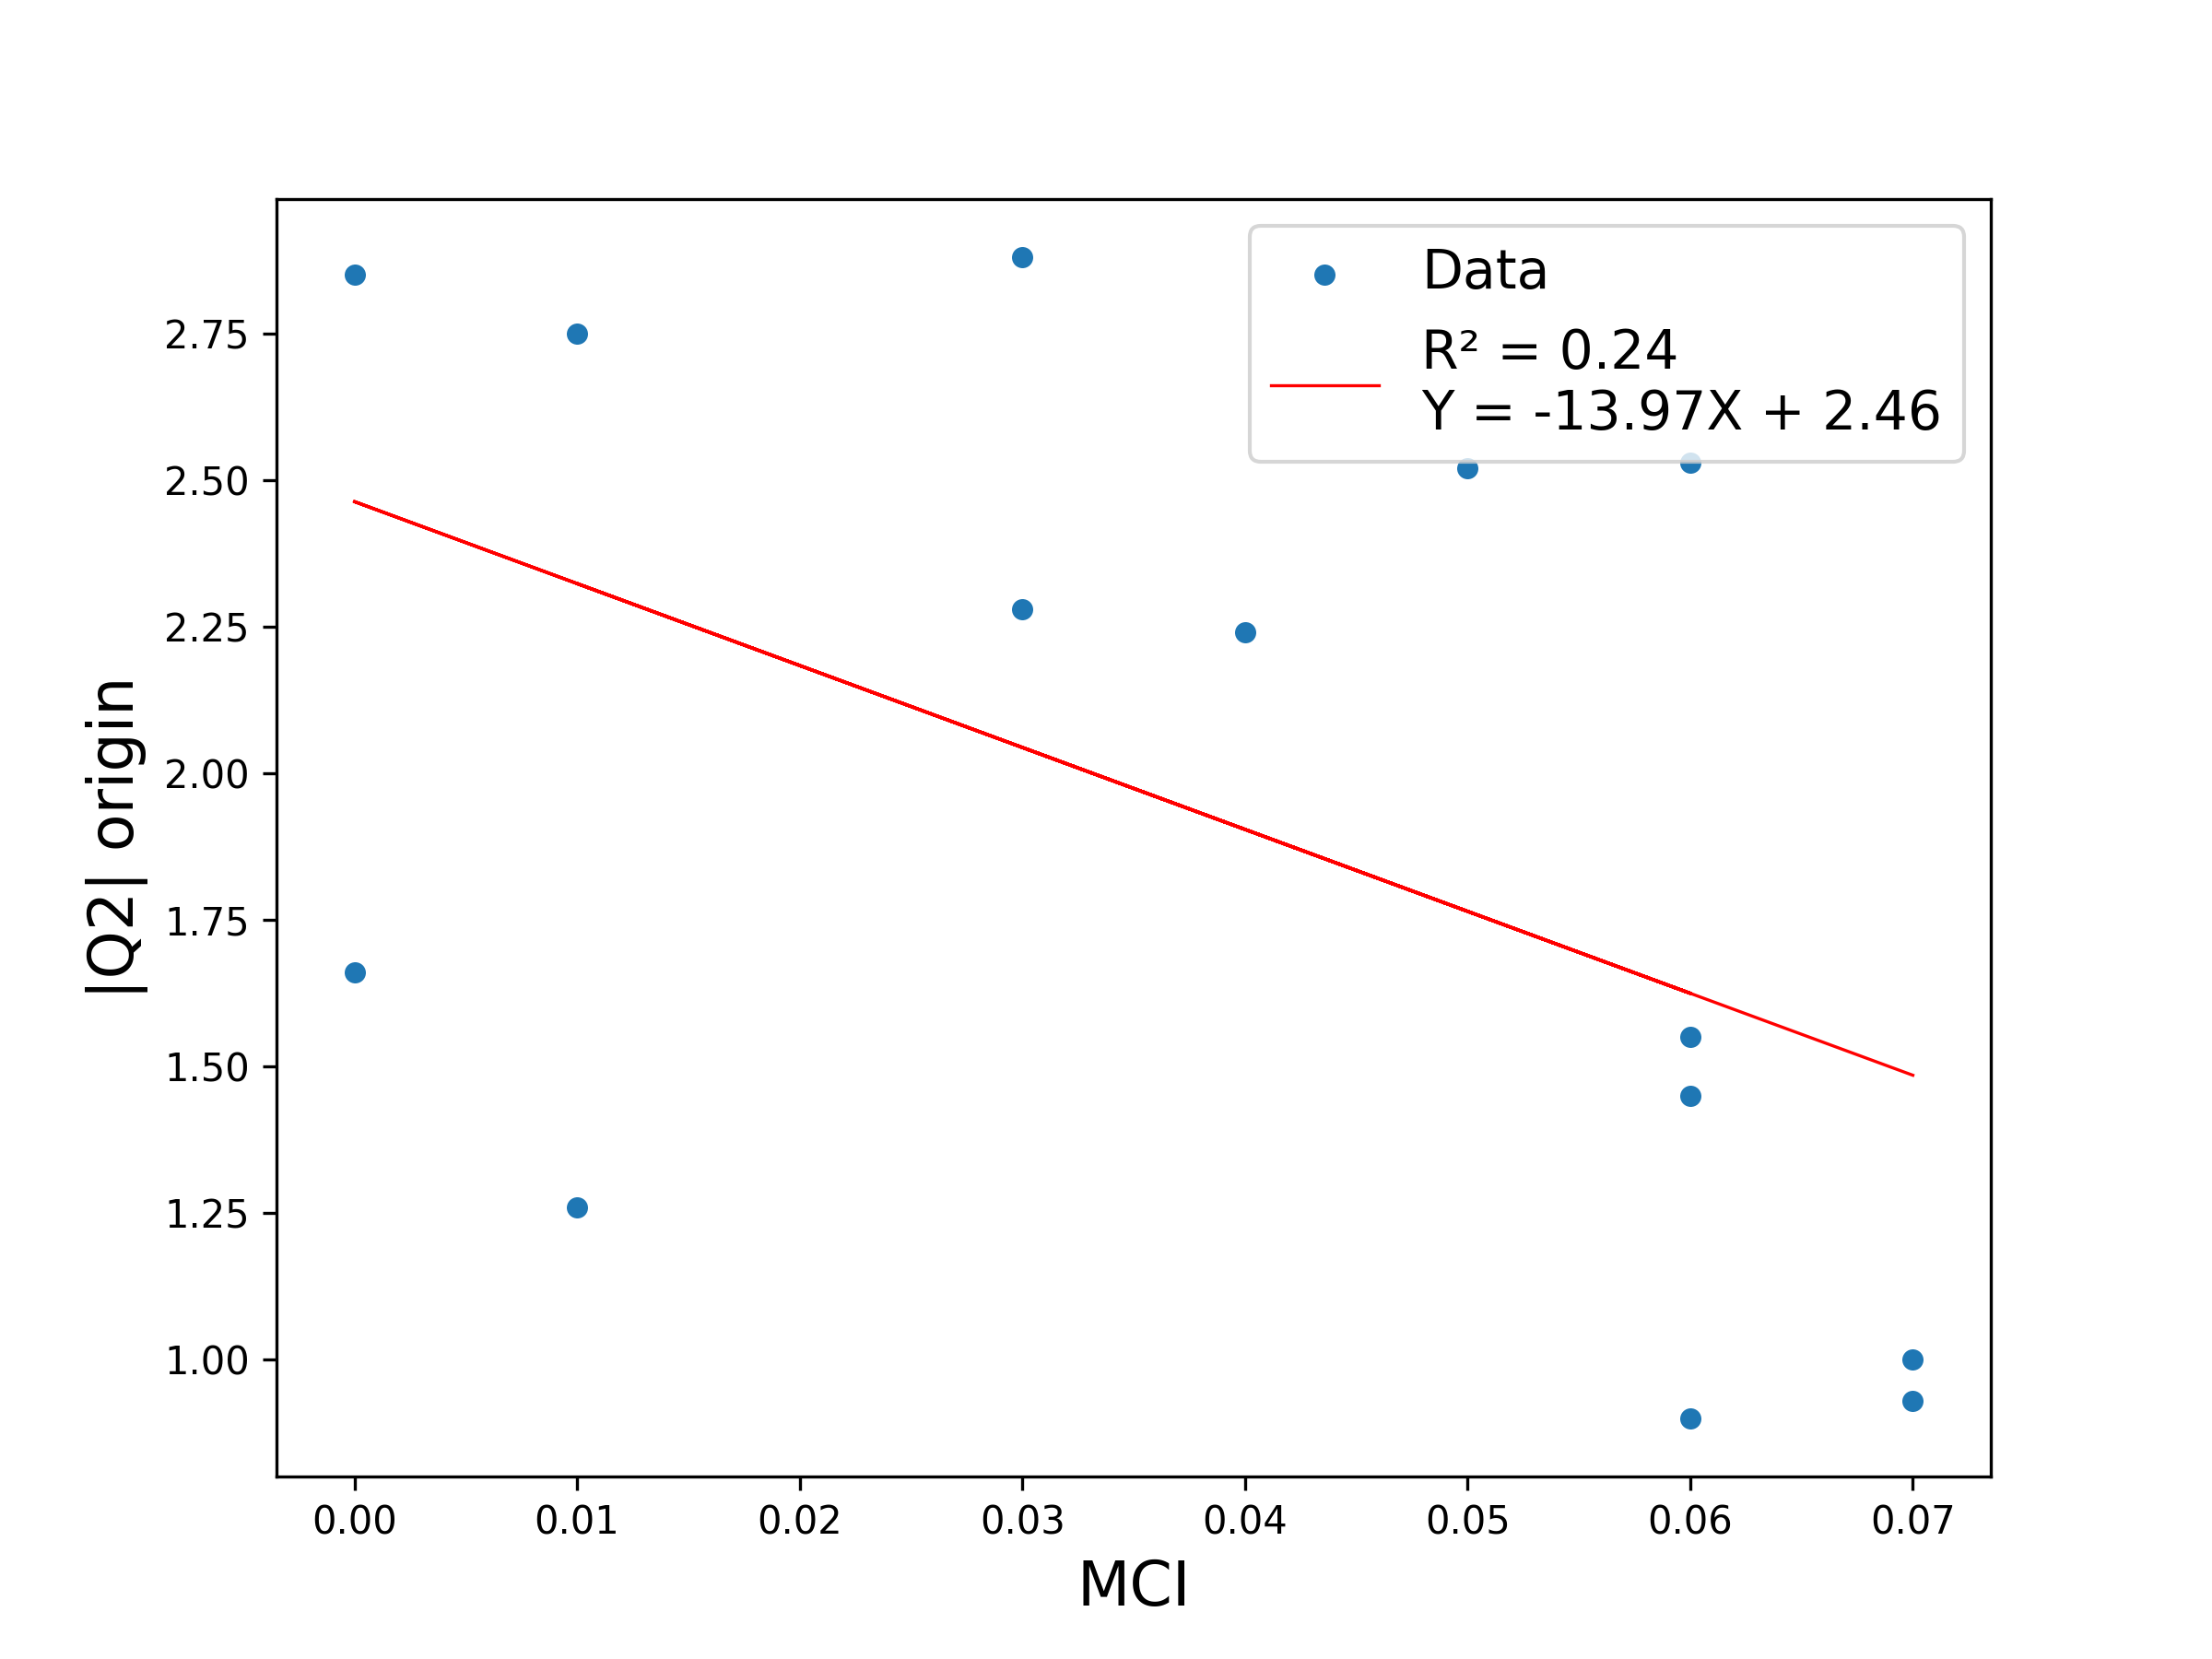 Data
R² = 0.24
Y = -13.97X + 2.46
2.75
2.50
2.25
2.00
1.75
1.50
1.25
1.00
|Q2| origin
0.00 0.01 0.02 0.03 0.04 0.05 0.06 0.07
MCI